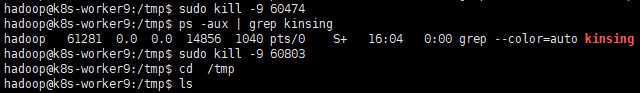 hadoop@k8s-worker9:/tmp$ sudo kill -9 60474
hadoop@k8s-worker9:/tmp$ ps -aux | grep kinsing
hadoop   61281  0.0  0.0  14856  1040 pts/0    S+   16:04   0:00 grep --color=auto kinsing
hadoop@k8s-worker9:/tmp$ sudo kill -9 60803
hadoop@k8s-worker9:/tmp$ cd  /tmp
hadoop@k8s-worker9:/tmp$ ls